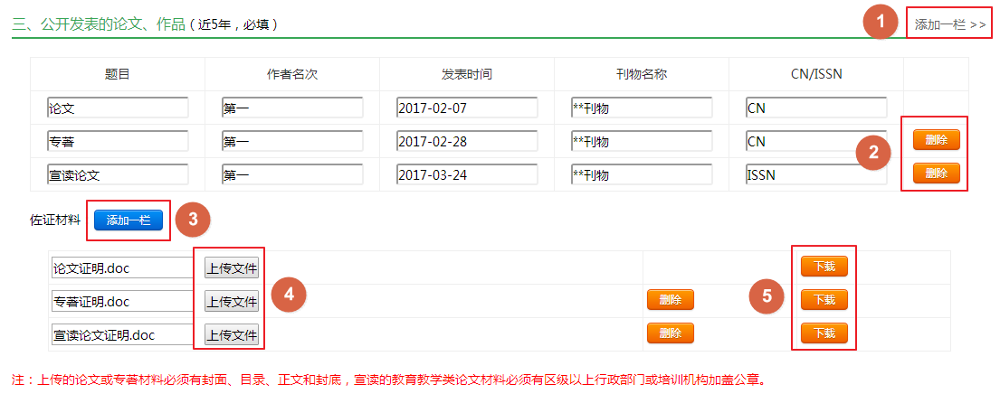 三、公开发表的论文、作品（近5年，必填） 1 添加一栏 >>
题目 作者名次 发表时间 刊物名称 CN/ISSN
论文 第一 2017-02-07 **刊物 CN
专著 第一 2017-02-28 **刊物 CN 删除
2
宣读论文 第一 2017-03-24 **刊物 ISSN 删除
佐证材料 添加一栏 3
论文证明.doc 上传文件 下载
专著证明.doc 上传文件 4 删除 5 下载
宣读论文证明.doc 上传文件 删除 下载
注：上传的论文或专著材料必须有封面、目录、正文和封底，宣读的教育教学类论文材料必须有区级以上行政部门或培训机构加盖公章。